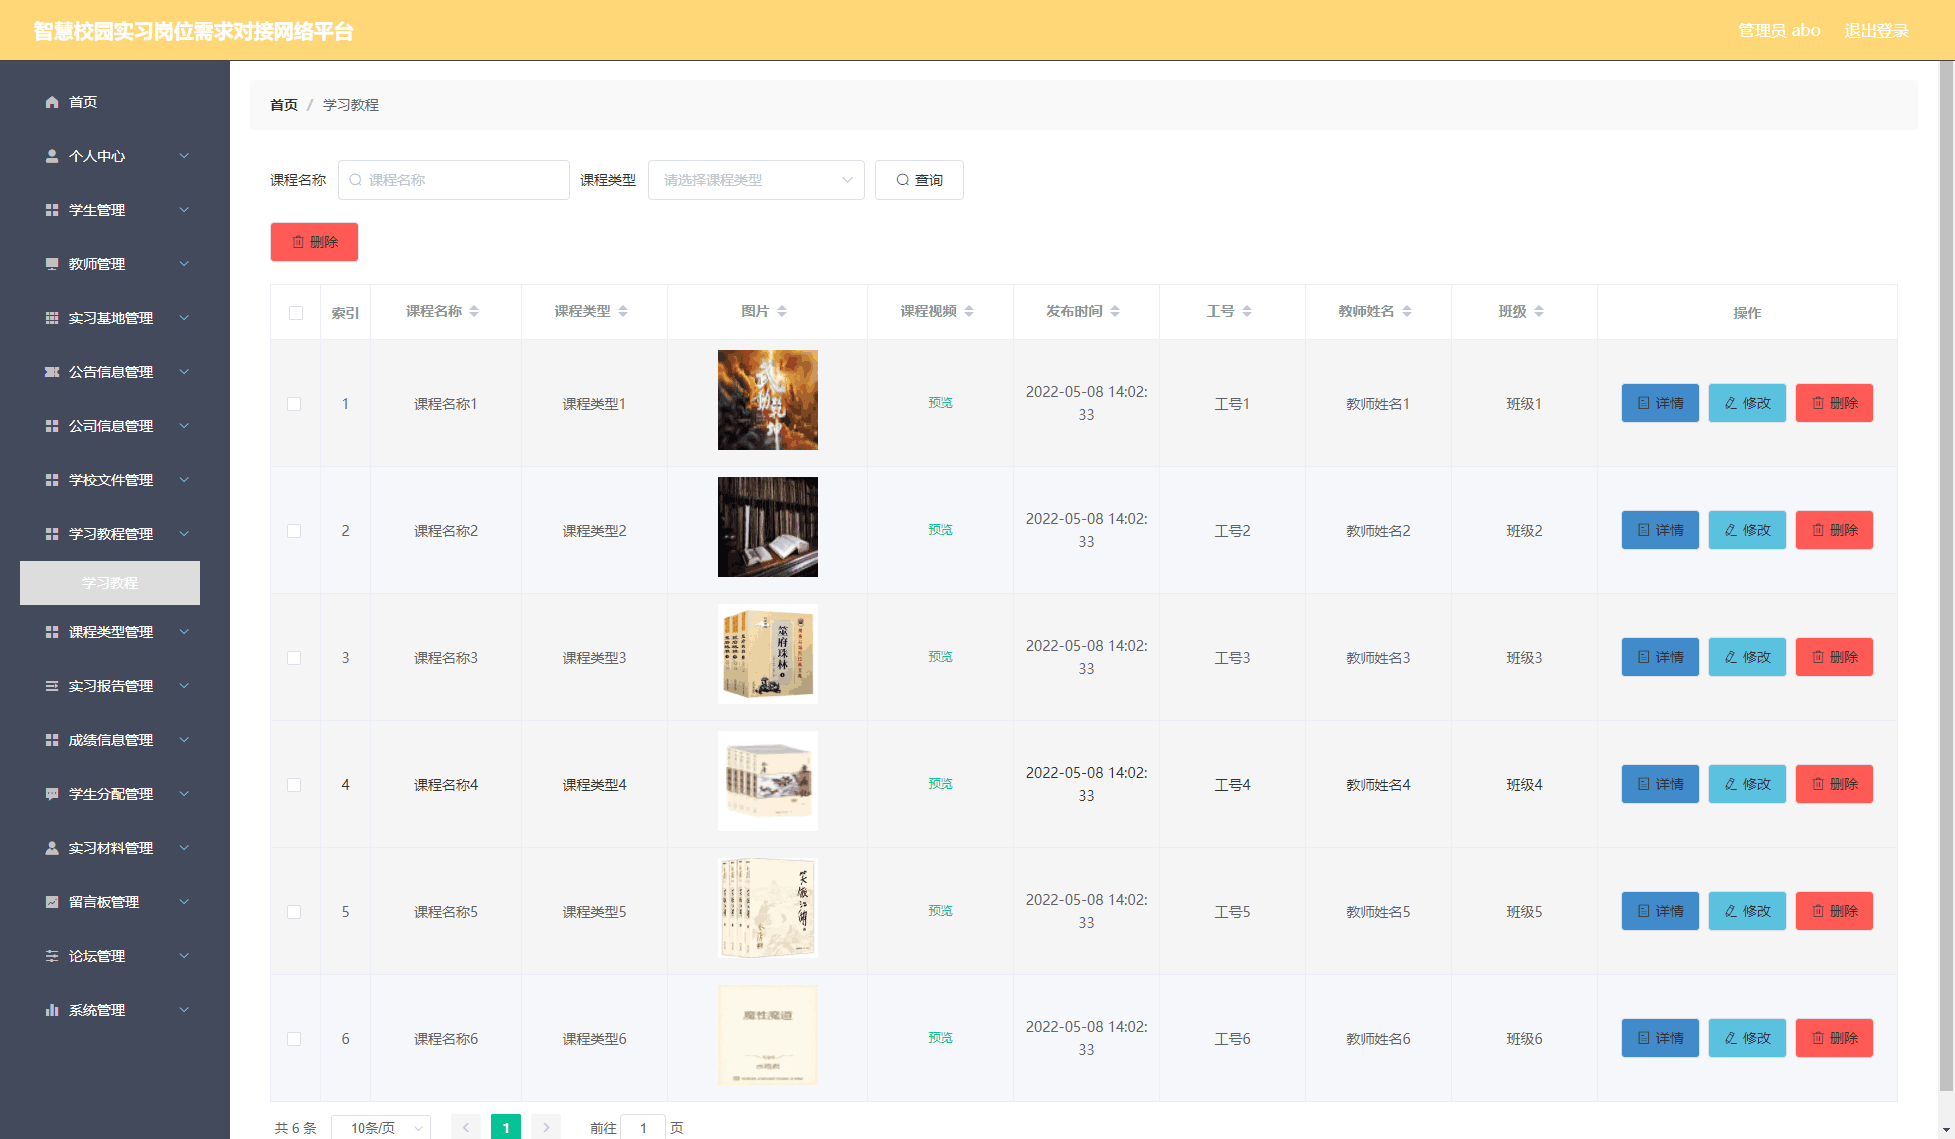 智慧校园实习岗位需求对接网络平台
管理员 abo 退出登录
首页
个人中心
学生管理
教师管理
实习基地管理
公告信息管理
公司信息管理
学校文件管理
学习教程管理
学习教程
课程类型管理
实习报告管理
成绩信息管理
学生分配管理
实习材料管理
留言板管理
论坛管理
系统管理
首页 / 学习教程
课程名称 课程名称 课程类型 请选择课程类型 查询
删除
索引 课程名称 课程类型 图片 课程视频 发布时间 工号 教师姓名 班级 操作
武動乾坤
1 课程名称1 课程类型1 预览 2022-05-08 14:02:33 工号1 教师姓名1 班级1 详情 修改 删除
2 课程名称2 课程类型2 预览 2022-05-08 14:02:33 工号2 教师姓名2 班级2 详情 修改 删除
筮府珠林
3 课程名称3 课程类型3 预览 2022-05-08 14:02:33 工号3 教师姓名3 班级3 详情 修改 删除
4 课程名称4 课程类型4 预览 2022-05-08 14:02:33 工号4 教师姓名4 班级4 详情 修改 删除
笑傲江湖
5 课程名称5 课程类型5 预览 2022-05-08 14:02:33 工号5 教师姓名5 班级5 详情 修改 删除
魔性魔道
6 课程名称6 课程类型6 预览 2022-05-08 14:02:33 工号6 教师姓名6 班级6 详情 修改 删除
共 6 条 10条/页 1 前往 1 页